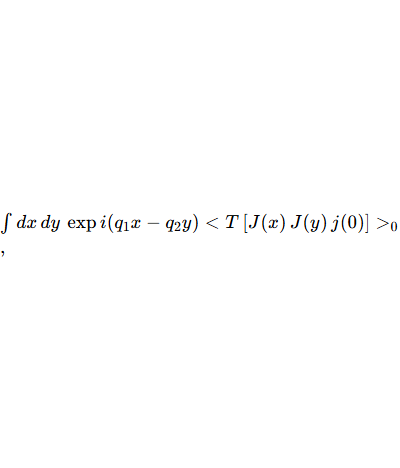 ∫ dx dy exp i(q₁x − q₂y) < T [J(x) J(y) j(0)] >₀
,